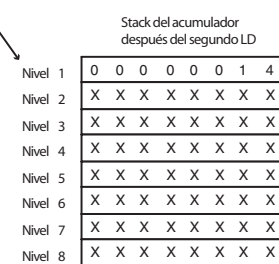 Stack del acumulador
después del segundo LD
Nivel 1 0 0 0 0 0 0 1 4
Nivel 2 X X X X X X X X
Nivel 3 X X X X X X X X
Nivel 4 X X X X X X X X
Nivel 5 X X X X X X X X
Nivel 6 X X X X X X X X
Nivel 7 X X X X X X X X
Nivel 8 X X X X X X X X